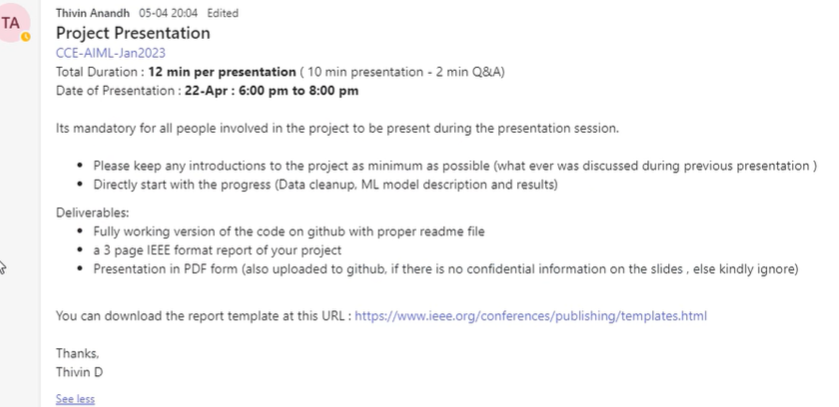 TA
Thivin Anandh 05-04 20:04 Edited
Project Presentation
CCE-AIML-Jan2023
Total Duration : 12 min per presentation ( 10 min presentation - 2 min Q&A)
Date of Presentation : 22-Apr : 6:00 pm to 8:00 pm
Its mandatory for all people involved in the project to be present during the presentation session.
• Please keep any introductions to the project as minimum as possible (what ever was discussed during previous presentation )
• Directly start with the progress (Data cleanup, ML model description and results)
Deliverables:
• Fully working version of the code on github with proper readme file
• a 3 page IEEE format report of your project
• Presentation in PDF form (also uploaded to github, if there is no confidential information on the slides , else kindly ignore)
You can download the report template at this URL : https://www.ieee.org/conferences/publishing/templates.html
Thanks,
Thivin D
See less